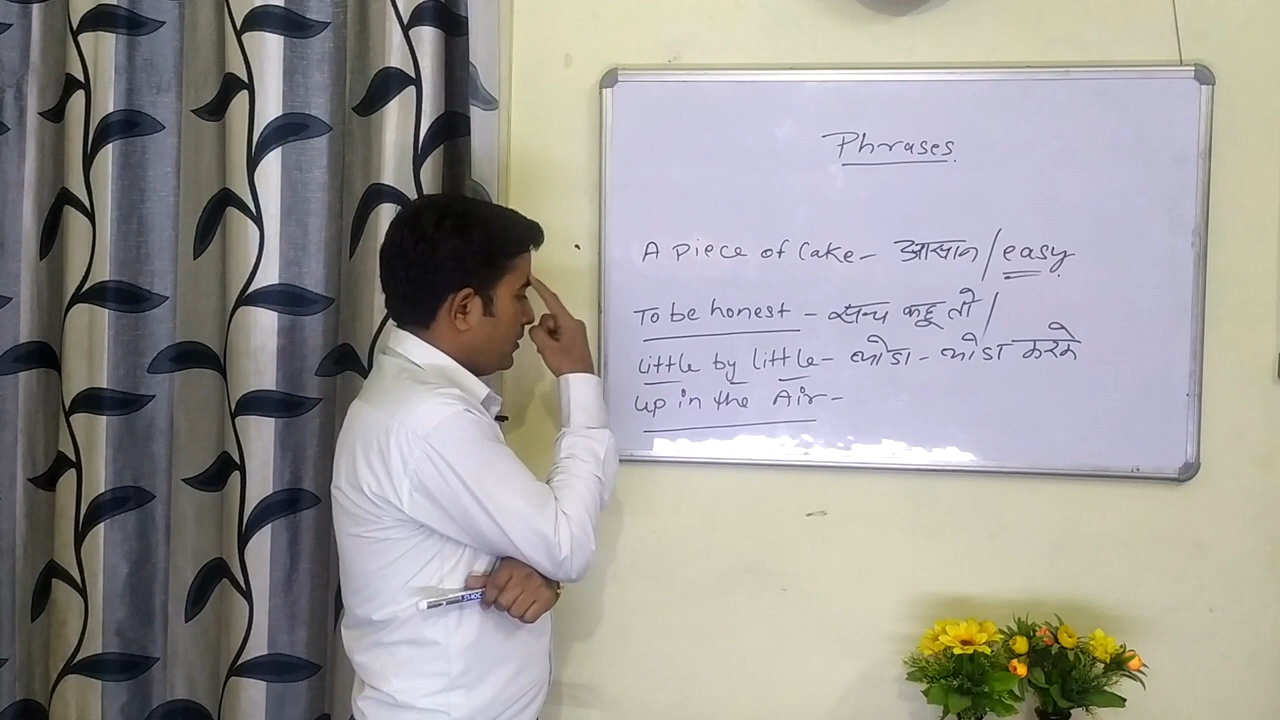 Phrases
A piece of Cake - आसान / easy
To be honest - सच कहू तो /
Little by little - थोडा - थोडा करके
up in the Air -